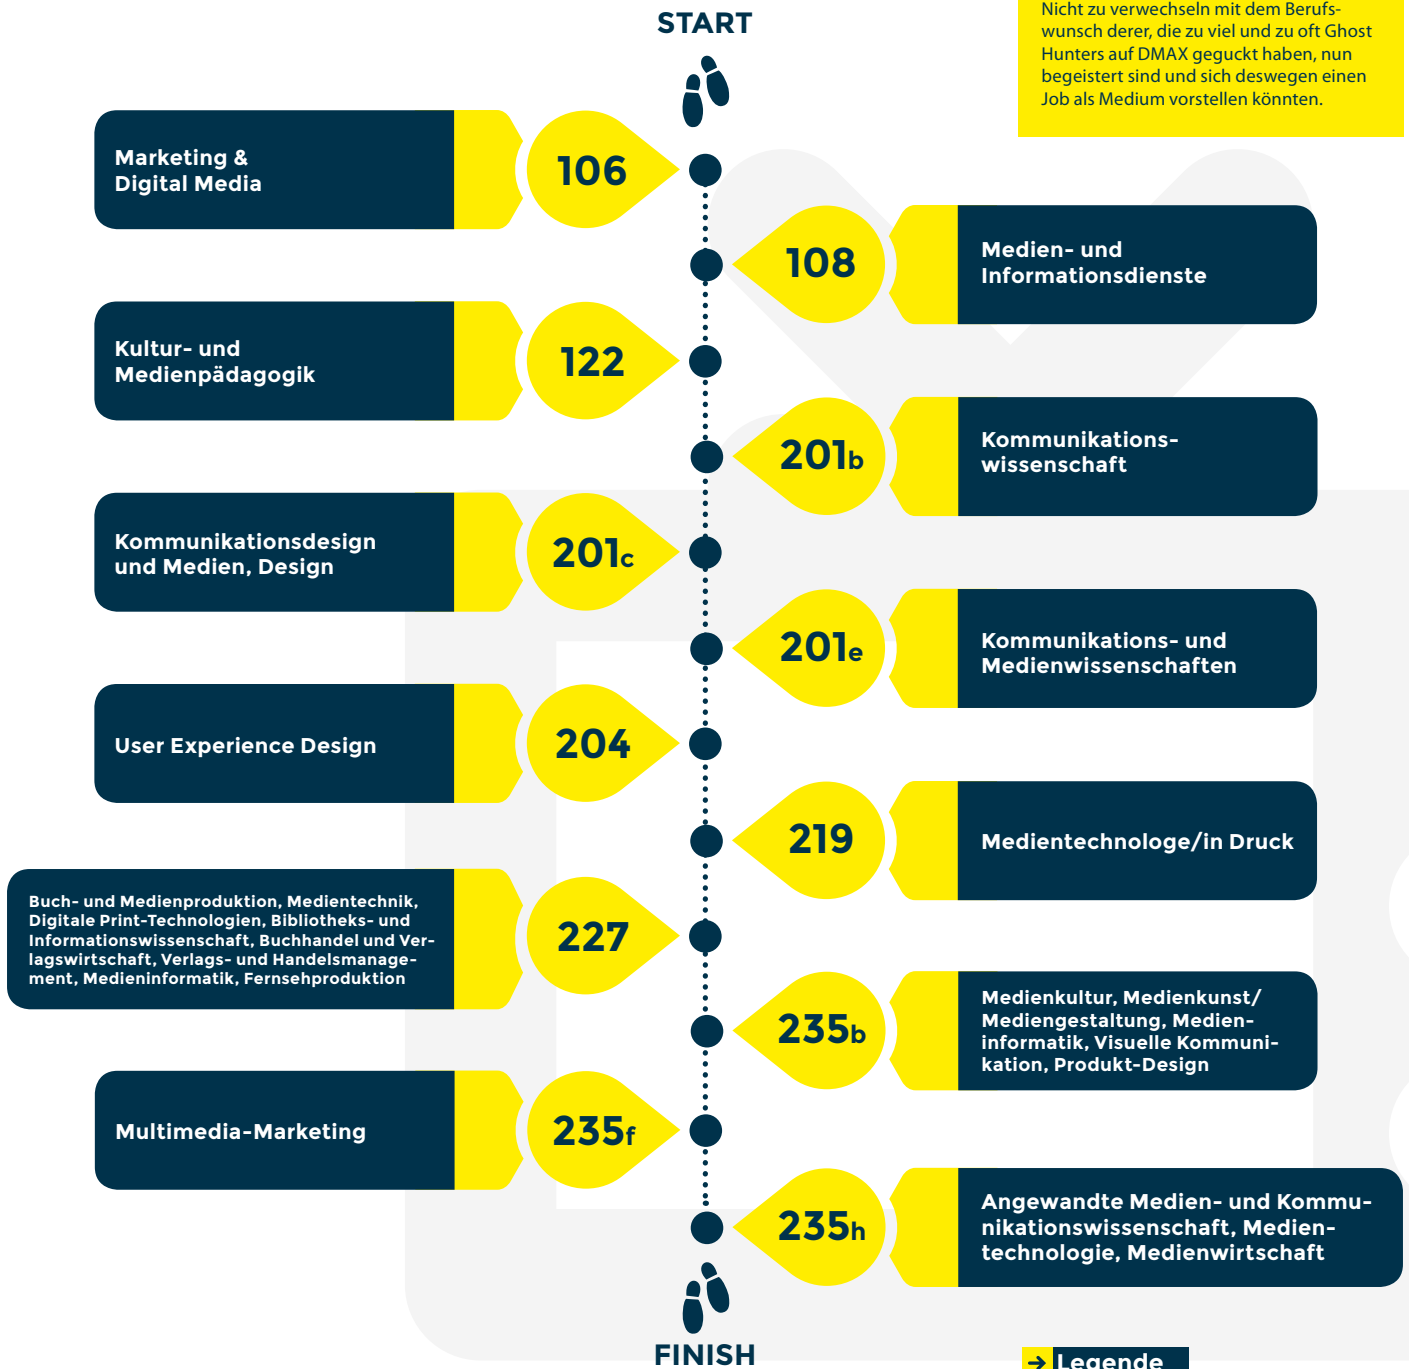 START
Nicht zu verwechseln mit dem Berufs-
wunsch derer, die zu viel und zu oft Ghost
Hunters auf DMAX geguckt haben, nun
begeistert sind und sich deswegen einen
Job als Medium vorstellen könnten.
Marketing &
Digital Media
106
108
Medien- und
Informationsdienste
Kultur- und
Medienpädagogik
122
201b
Kommunikations-
wissenschaft
Kommunikationsdesign
und Medien, Design
201c
201e
Kommunikations- und
Medienwissenschaften
User Experience Design
204
219
Medientechnologe/in Druck
Buch- und Medienproduktion, Medientechnik,
Digitale Print-Technologien, Bibliotheks- und
Informationswissenschaft, Buchhandel und Ver-
lagswirtschaft, Verlags- und Handelsmanage-
ment, Medieninformatik, Fernsehproduktion
227
235b
Medienkultur, Medienkunst/
Mediengestaltung, Medien-
informatik, Visuelle Kommuni-
kation, Produkt-Design
Multimedia-Marketing
235f
235h
Angewandte Medien- und Kommu-
nikationswissenschaft, Medien-
technologie, Medienwirtschaft
FINISH
→ Legende